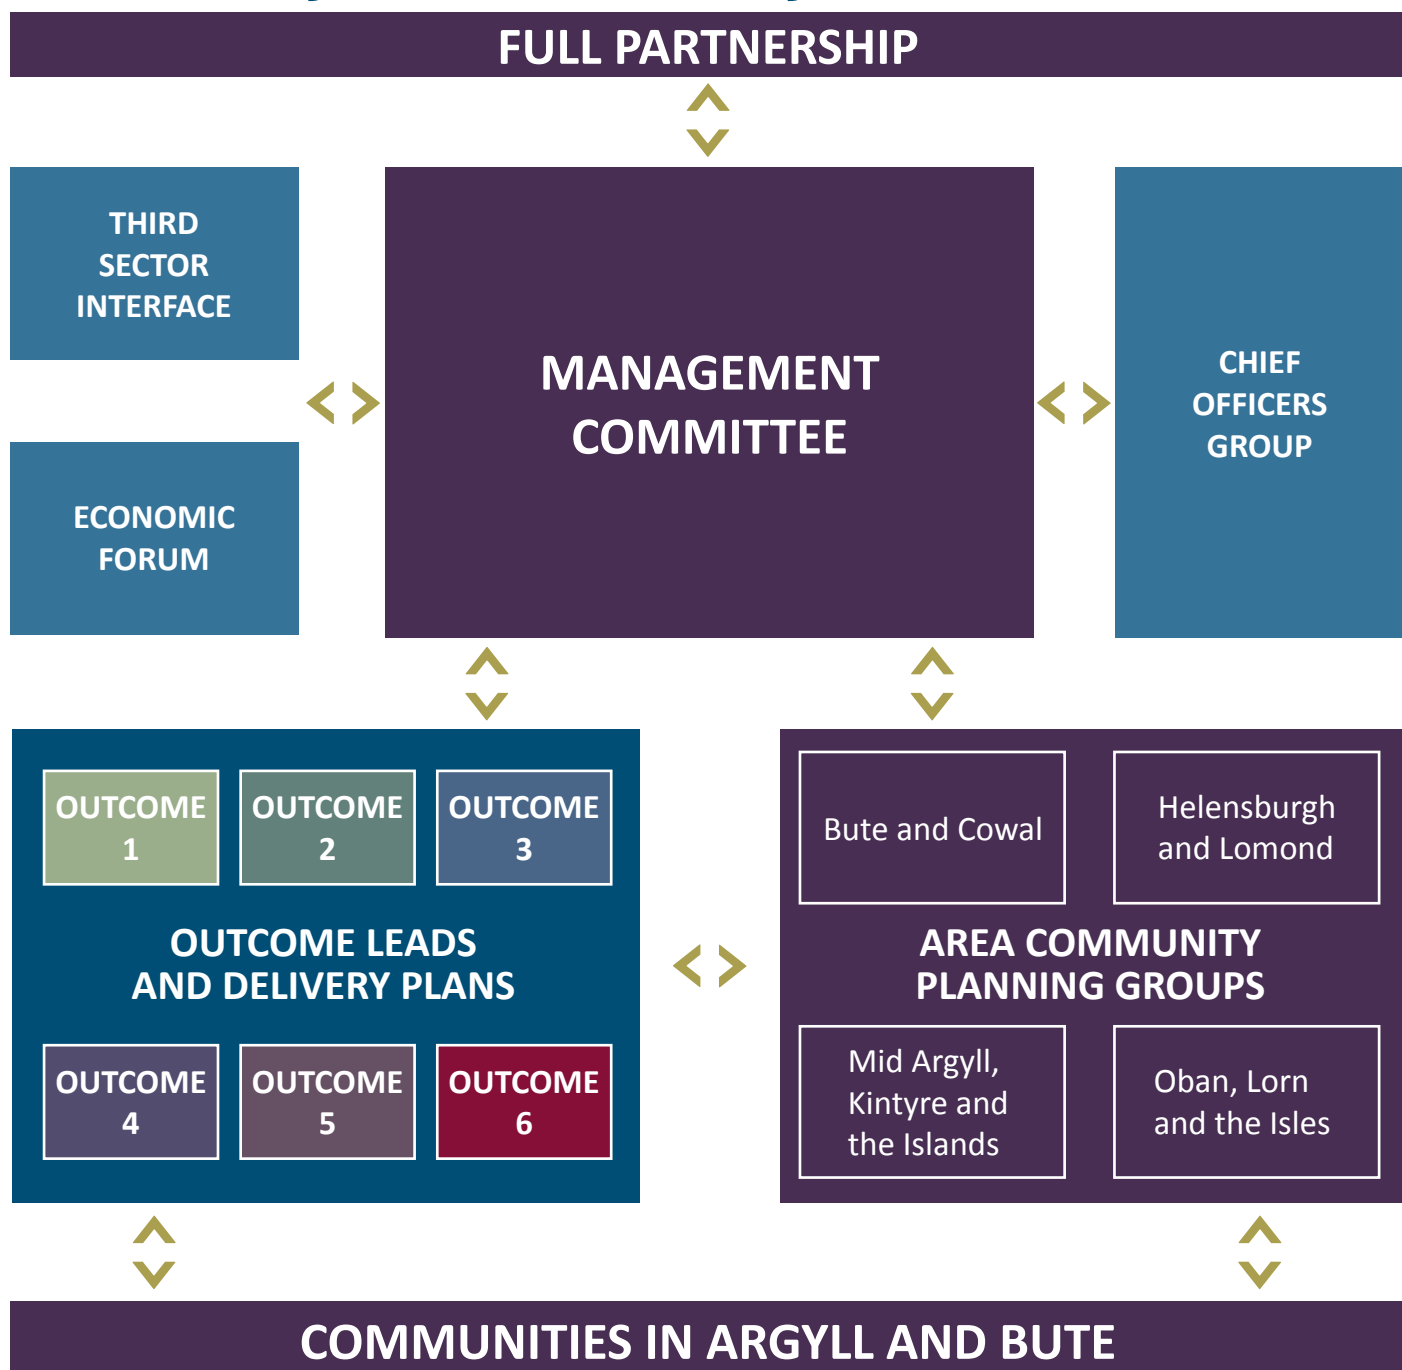 FULL PARTNERSHIP
THIRD
SECTOR
INTERFACE
MANAGEMENT
COMMITTEE
CHIEF
OFFICERS
GROUP
ECONOMIC
FORUM
OUTCOME
1
OUTCOME
2
OUTCOME
3
OUTCOME LEADS
AND DELIVERY PLANS
OUTCOME
4
OUTCOME
5
OUTCOME
6
Bute and Cowal
Helensburgh
and Lomond
AREA COMMUNITY
PLANNING GROUPS
Mid Argyll,
Kintyre and
the Islands
Oban, Lorn
and the Isles
COMMUNITIES IN ARGYLL AND BUTE